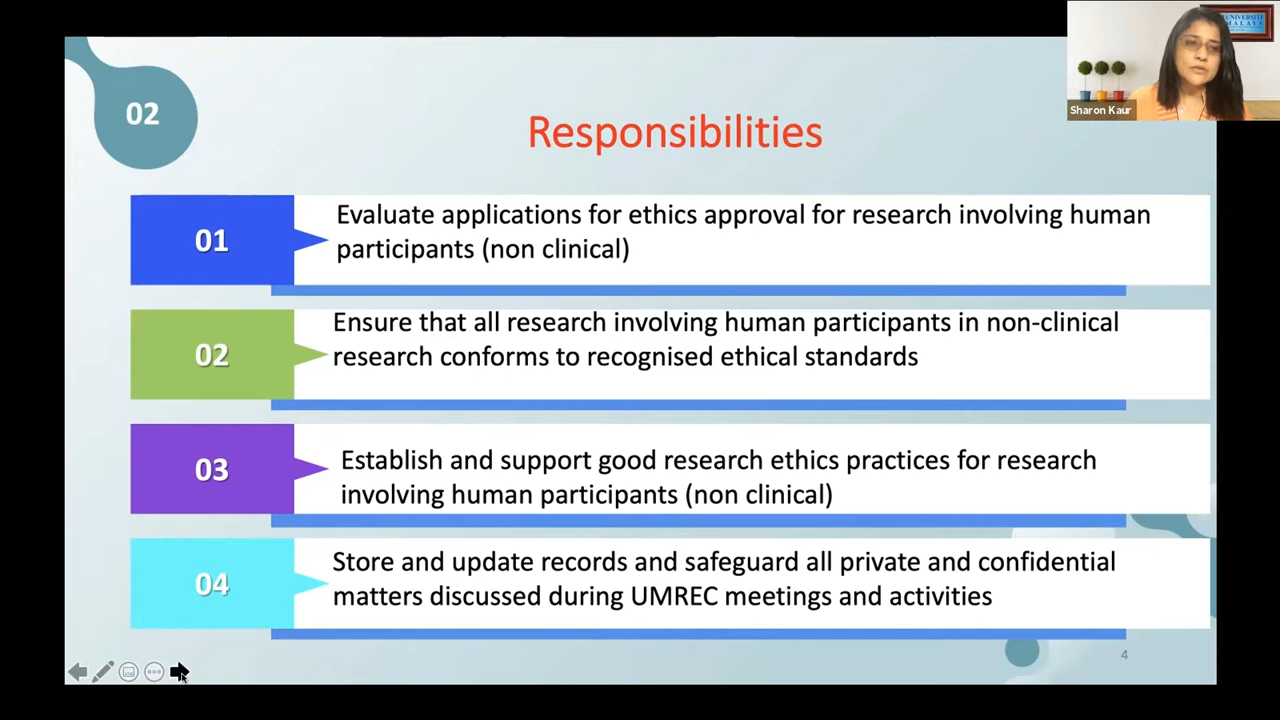 UNIVERSITI
MALAYA
Sharon Kaur
02
Responsibilities
01
Evaluate applications for ethics approval for research involving human
participants (non clinical)
02
Ensure that all research involving human participants in non-clinical
research conforms to recognised ethical standards
03
Establish and support good research ethics practices for research
involving human participants (non clinical)
04
Store and update records and safeguard all private and confidential
matters discussed during UMREC meetings and activities
4